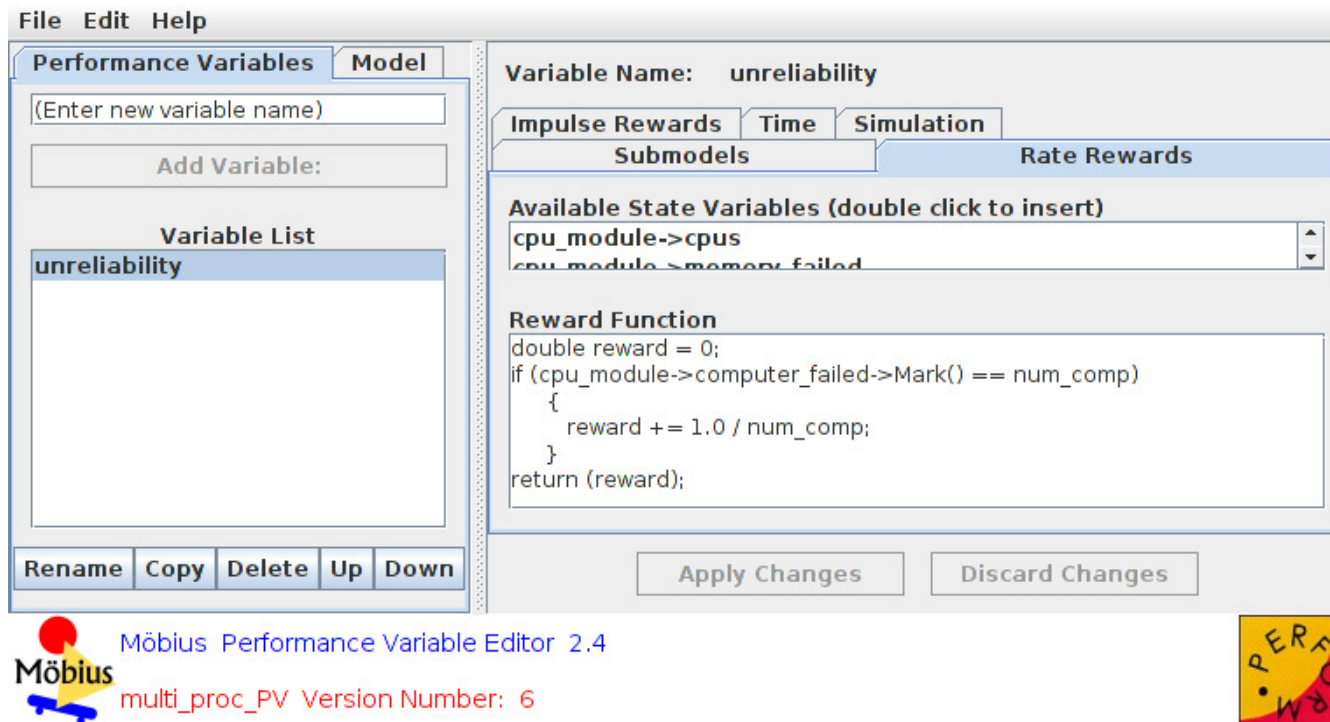 File Edit Help
Performance Variables Model
(Enter new variable name)
Add Variable:
Variable List
unreliability
Rename Copy Delete Up Down
Variable Name: unreliability
Impulse Rewards Time Simulation
Submodels Rate Rewards
Available State Variables (double click to insert)
cpu_module->cpus
cpu_module->memory_failed
Reward Function
double reward = 0;
if (cpu_module->computer_failed->Mark() == num_comp)
{
reward += 1.0 / num_comp;
}
return (reward);
Apply Changes Discard Changes
Möbius
Möbius Performance Variable Editor 2.4
multi_proc_PV Version Number: 6
PERFORM